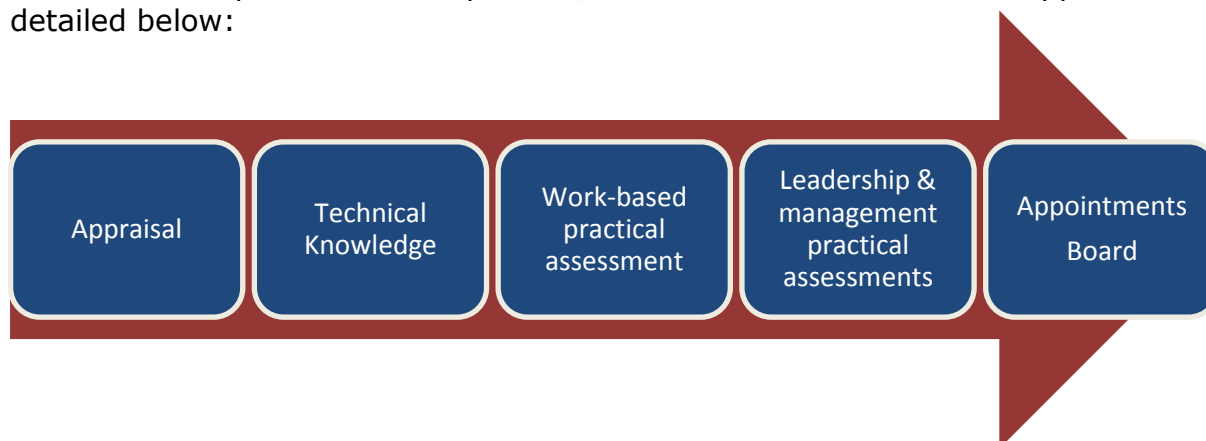 detailed below:
Appraisal
Technical
Knowledge
Work-based
practical
assessment
Leadership &
management
practical
assessments
Appointments
Board